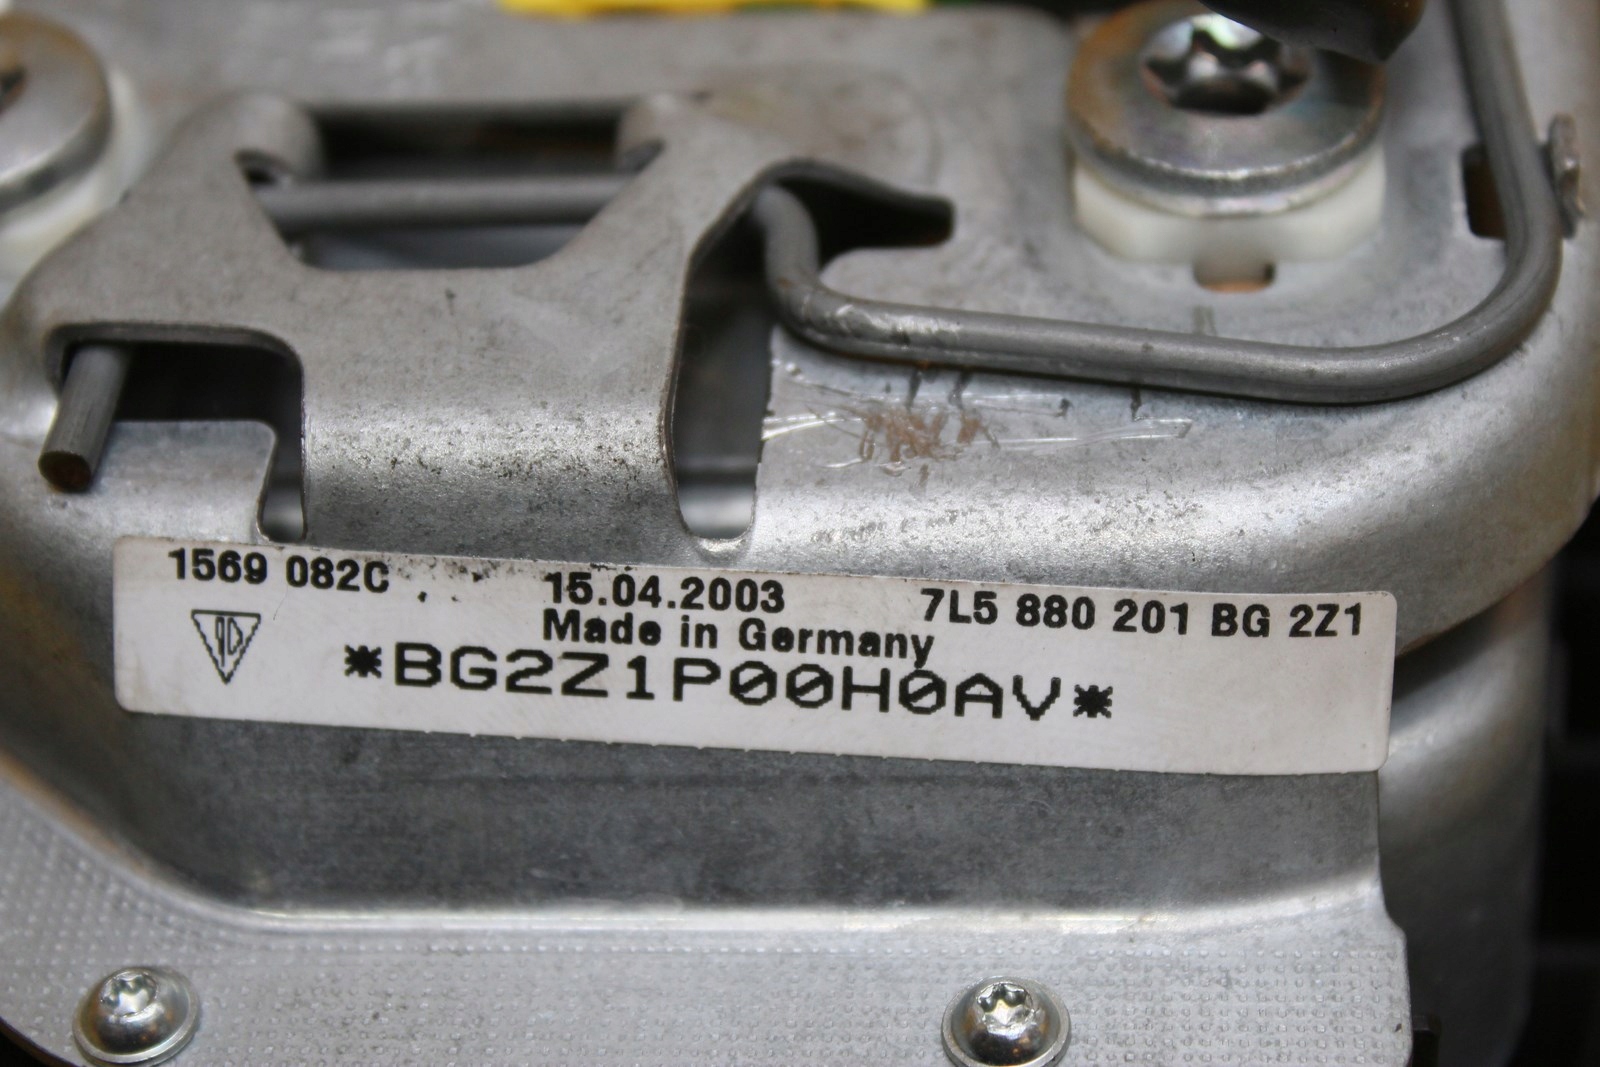 1569 082C 15.04.2003 7L5 880 201 BG 2Z1
Made in Germany
*BG2Z1P00H0AV*